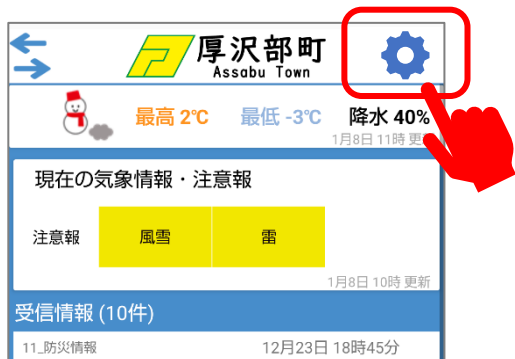 厚沢部町
Assabu Town
最高 2℃ 最低 -3℃ 降水 40%
1月8日 11時 更
現在の気象情報・注意報
注意報 風雪 雷
1月8日 10時 更新
受信情報 (10件)
11_防災情報 12月23日 18時45分